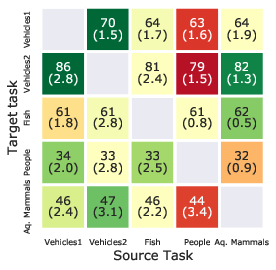 Target task
Vehicles1
70 64 63 64
(1.5) (1.7) (1.6) (1.9)
Vehicles2
86 81 79 82
(2.8) (2.4) (1.5) (1.3)
Fish
61 61 61 62
(1.8) (2.8) (0.8) (0.5)
People
34 33 33 32
(2.0) (2.8) (2.5) (0.9)
Aq. Mammals
46 47 46 44
(2.4) (3.1) (2.2) (3.4)
Vehicles1 Vehicles2 Fish People Aq. Mammals
Source Task